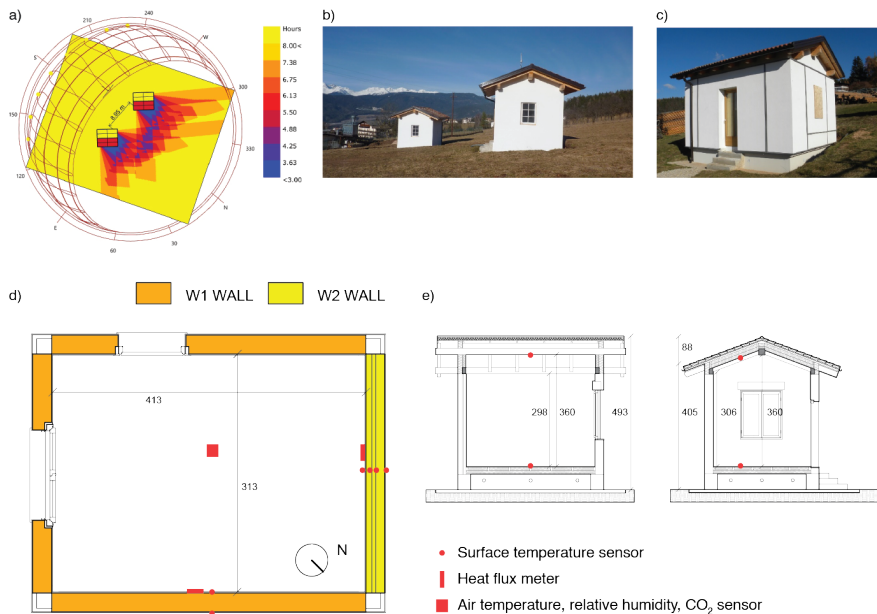 a)
b)
c)
240
210
W
S
300
150
8.95 m
330
120
N
E
30
60
Hours
8.00<
7.38
6.75
6.13
5.50
4.88
4.25
3.63
<3.00
d)
W1 WALL
W2 WALL
e)
413
313
N
88
405
298
360
493
306
360
Surface temperature sensor
Heat flux meter
Air temperature, relative humidity, CO₂ sensor